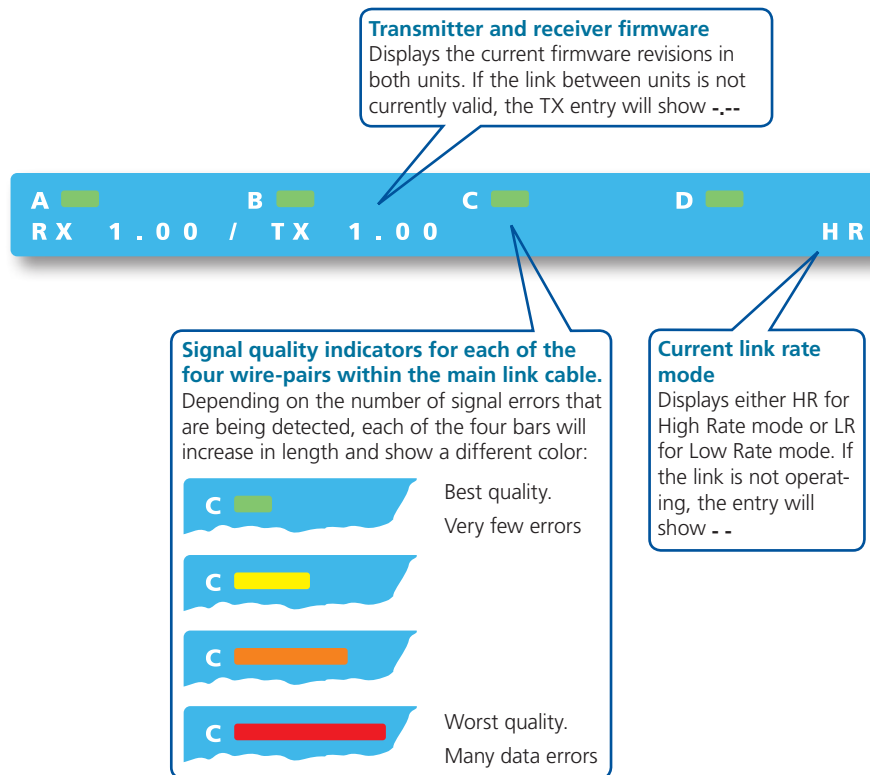 Transmitter and receiver firmware
Displays the current firmware revisions in
both units. If the link between units is not
currently valid, the TX entry will show -.--
A B C D
RX 1.00 / TX 1.00 HR
Signal quality indicators for each of the
four wire-pairs within the main link cable.
Depending on the number of signal errors that
are being detected, each of the four bars will
increase in length and show a different color:
C Best quality.
Very few errors
C
C
C Worst quality.
Many data errors
Current link rate
mode
Displays either HR for
High Rate mode or LR
for Low Rate mode. If
the link is not operat-
ing, the entry will
show - -